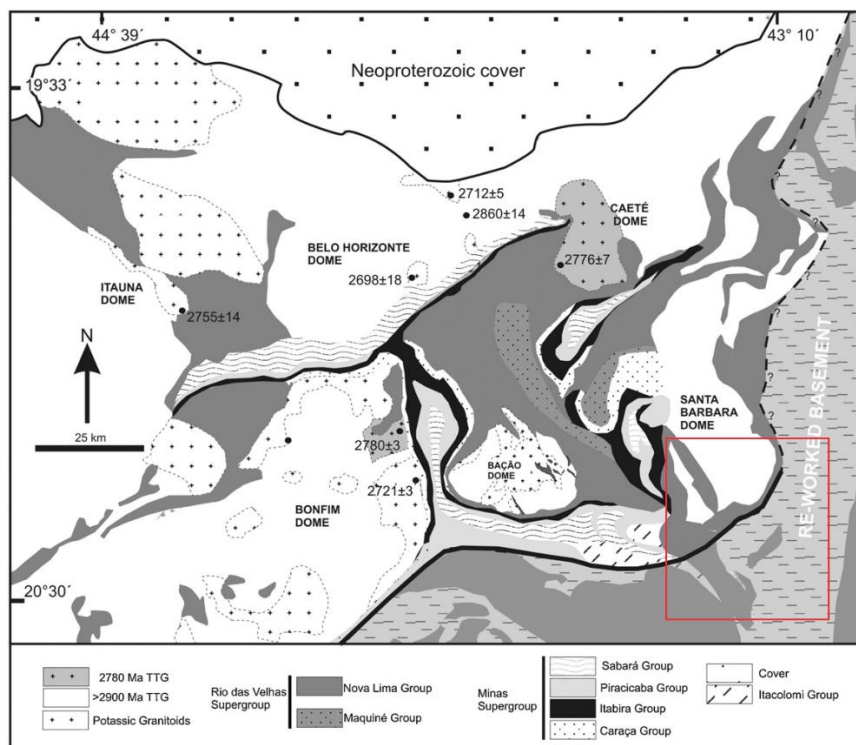 44° 39´
43° 10´
19°33´
Neoproterozoic cover
2712±5
CAETÉ
DOME
2860±14
BELO HORIZONTE
DOME
2776±7
2698±18
ITAUNA
DOME
2755±14
N
25 km
RE-WORKED BASEMENT
SANTA
BARBARA
DOME
2780±3
BAÇÃO
DOME
2721±3
BONFIM
DOME
20°30´
2780 Ma TTG
>2900 Ma TTG
Potassic Granitoids
Rio das Velhas
Supergroup
Nova Lima Group
Maquiné Group
Minas
Supergroup
Sabará Group
Piracicaba Group
Itabira Group
Caraça Group
Cover
Itacolomi Group
?
?
?
?
?
?
?